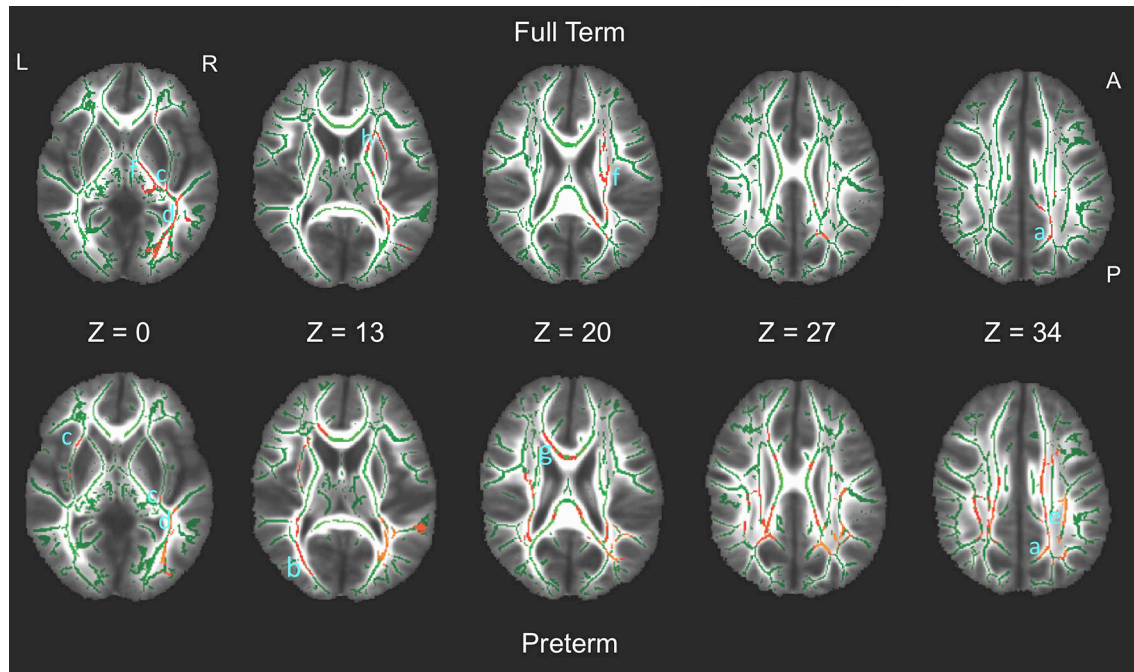 Full Term
L
R
A
f
c
d
h
f
a
P
Z = 0
Z = 13
Z = 20
Z = 27
Z = 34
c
c
d
b
g
e
a
Preterm